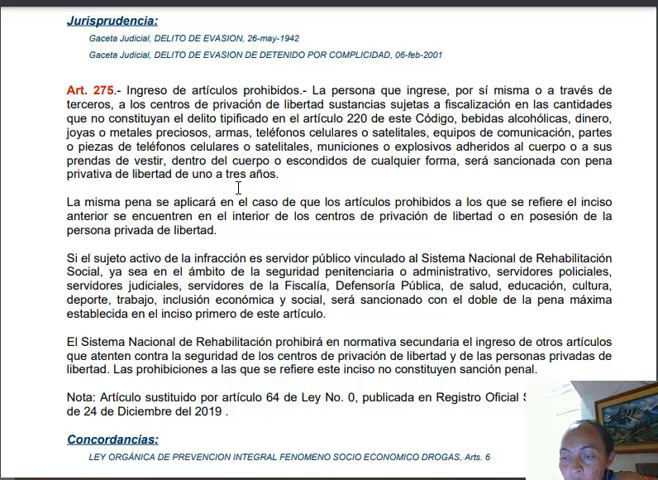 Jurisprudencia:
Gaceta Judicial, DELITO DE EVASION, 26-may-1942
Gaceta Judicial, DELITO DE EVASION DE DETENIDO POR COMPLICIDAD, 06-feb-2001
Art. 275.- Ingreso de artículos prohibidos.- La persona que ingrese, por sí misma o a través de
terceros, a los centros de privación de libertad sustancias sujetas a fiscalización en las cantidades
que no constituyan el delito tipificado en el artículo 220 de este Código, bebidas alcohólicas, dinero,
joyas o metales preciosos, armas, teléfonos celulares o satelitales, equipos de comunicación, partes
o piezas de teléfonos celulares o satelitales, municiones o explosivos adheridos al cuerpo o a sus
prendas de vestir, dentro del cuerpo o escondidos de cualquier forma, será sancionada con pena
privativa de libertad de uno a tres años.
La misma pena se aplicará en el caso de que los artículos prohibidos a los que se refiere el inciso
anterior se encuentren en el interior de los centros de privación de libertad o en posesión de la
persona privada de libertad.
Si el sujeto activo de la infracción es servidor público vinculado al Sistema Nacional de Rehabilitación
Social, ya sea en el ámbito de la seguridad penitenciaria o administrativo, servidores policiales,
servidores judiciales, servidores de la Fiscalía, Defensoría Pública, de salud, educación, cultura,
deporte, trabajo, inclusión económica y social, será sancionado con el doble de la pena máxima
establecida en el inciso primero de este artículo.
El Sistema Nacional de Rehabilitación prohibirá en normativa secundaria el ingreso de otros artículos
que atenten contra la seguridad de los centros de privación de libertad y de las personas privadas de
libertad. Las prohibiciones a las que se refiere este inciso no constituyen sanción penal.
Nota: Artículo sustituido por artículo 64 de Ley No. 0, publicada en Registro Oficial
de 24 de Diciembre del 2019 .
Concordancias:
LEY ORGÁNICA DE PREVENCION INTEGRAL FENOMENO SOCIO ECONOMICO DROGAS, Arts. 6